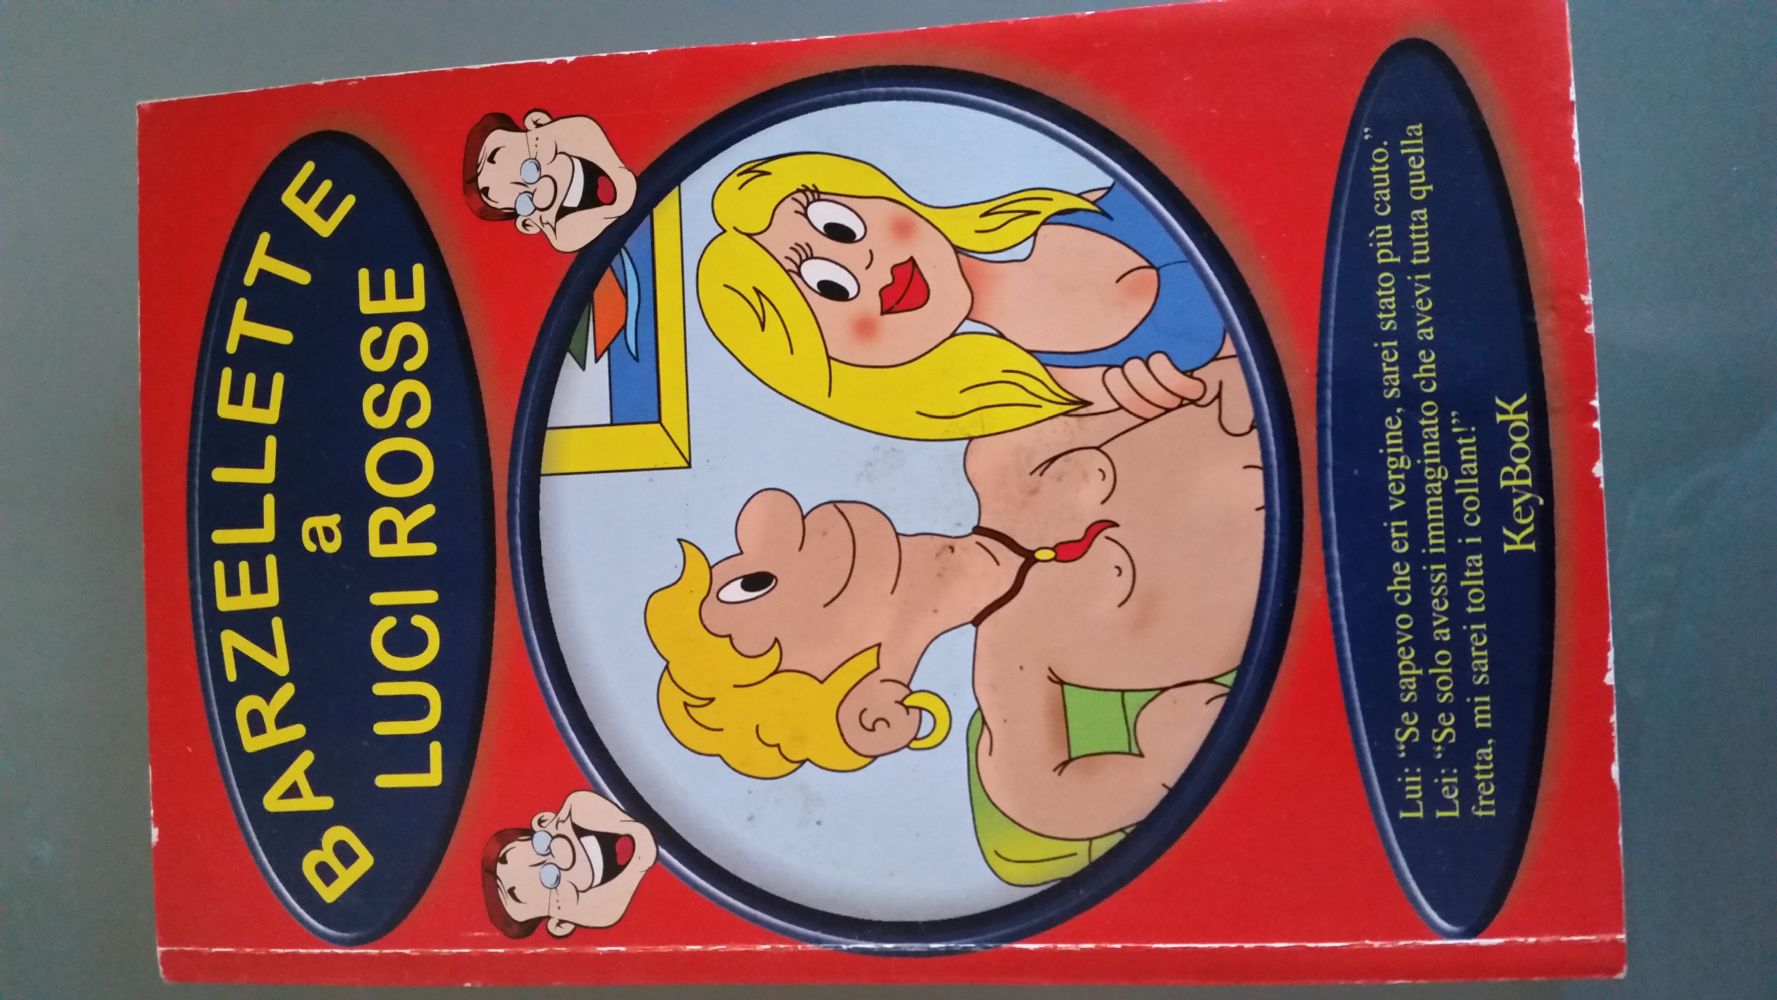 BARZELLETTE
a
LUCI ROSSE
Lui: “Se sapevo che eri vergine, sarei stato più cauto.”
Lei: “Se solo avessi immaginato che avevi tutta quella
fretta, mi sarei tolta i collant!”
KeyBooK